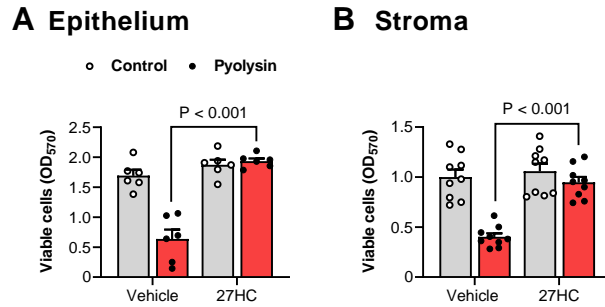 A Epithelium
B Stroma
Control Pyolysin
P < 0.001
Viable cells (OD570)
2.5
2.0
1.5
1.0
0.5
0
Vehicle 27HC
P < 0.001
Viable cells (OD570)
1.5
1.0
0.5
0
Vehicle 27HC